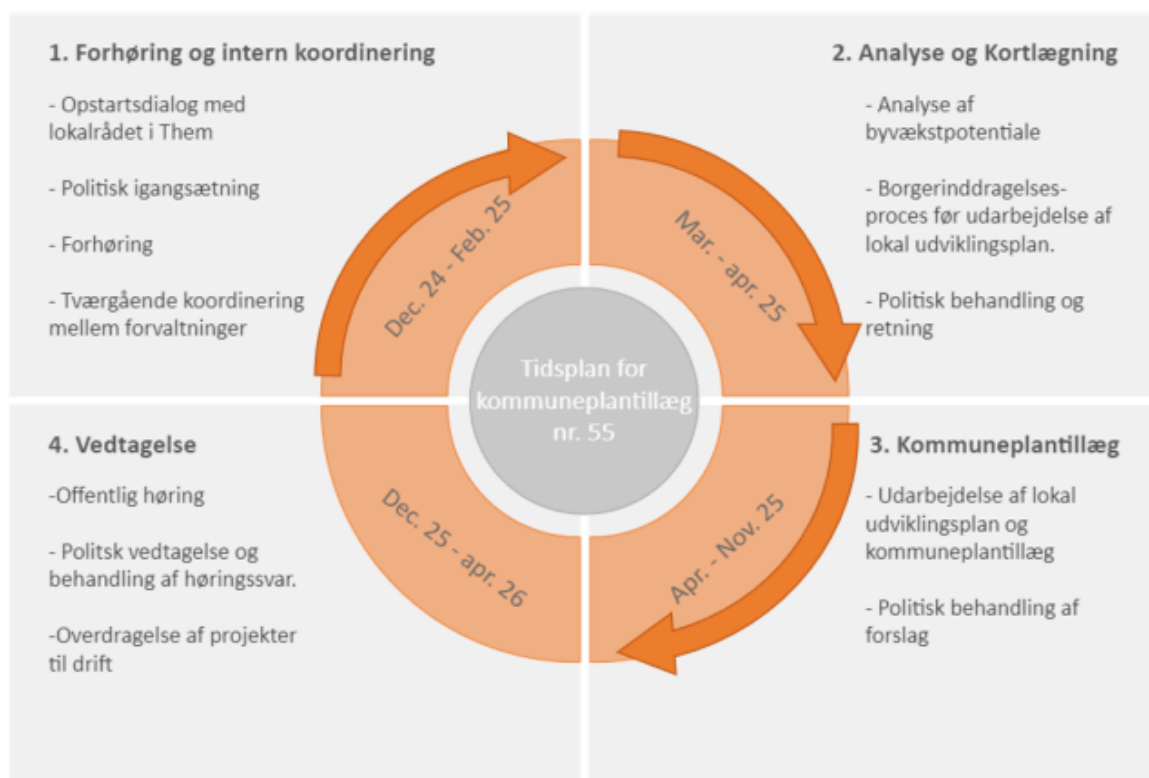 1. Forhøring og intern koordinering
- Opstartsdialog med
lokalrådet i Them
- Politisk igangsætning
- Forhøring
- Tværgående koordinering
mellem forvaltninger
Dec. 24 - Feb. 25
2. Analyse og Kortlægning
- Analyse af
byvækstpotentiale
- Borgerinddragelses-
proces før udarbejdelse af
lokal udviklingsplan.
- Politisk behandling og
retning
Mar. - apr. 25
Tidsplan for
kommuneplantillæg
nr. 55
3. Kommuneplantillæg
- Udarbejdelse af lokal
udviklingsplan og
kommuneplantillæg
- Politisk behandling af
forslag
Apr. - Nov. 25
4. Vedtagelse
-Offentlig høring
- Politsk vedtagelse og
behandling af høringssvar.
-Overdragelse af projekter
til drift
Dec. 25 - apr. 26